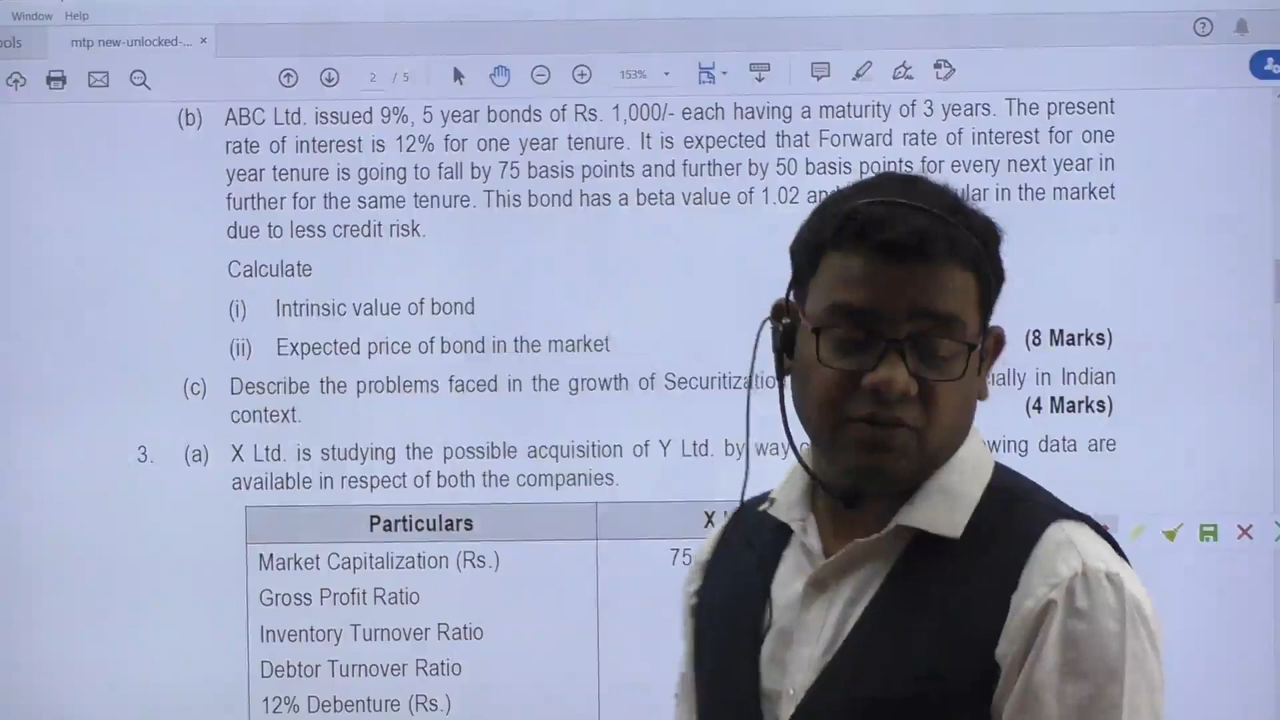 Window Help
ools mtp new-unlocked-... ×
2 / 5 153%
(b) ABC Ltd. issued 9%, 5 year bonds of Rs. 1,000/- each having a maturity of 3 years. The present
rate of interest is 12% for one year tenure. It is expected that Forward rate of interest for one
year tenure is going to fall by 75 basis points and further by 50 basis points for every next year in
further for the same tenure. This bond has a beta value of 1.02 in the market
due to less credit risk.
Calculate
(i) Intrinsic value of bond
(ii) Expected price of bond in the market (8 Marks)
(c) Describe the problems faced in the growth of Securitizatio ially in Indian
context. (4 Marks)
3. (a) X Ltd. is studying the possible acquisition of Y Ltd. by way wing data are
available in respect of both the companies.
Particulars X
Market Capitalization (Rs.) 75
Gross Profit Ratio
Inventory Turnover Ratio
Debtor Turnover Ratio
12% Debenture (Rs.)